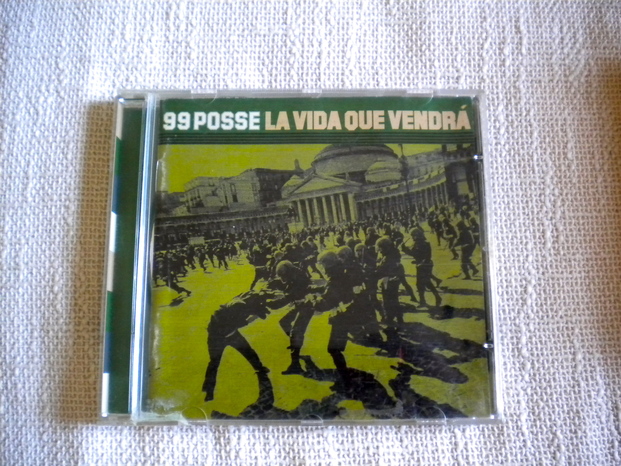 99 POSSE LA VIDA QUE VENDRÁ